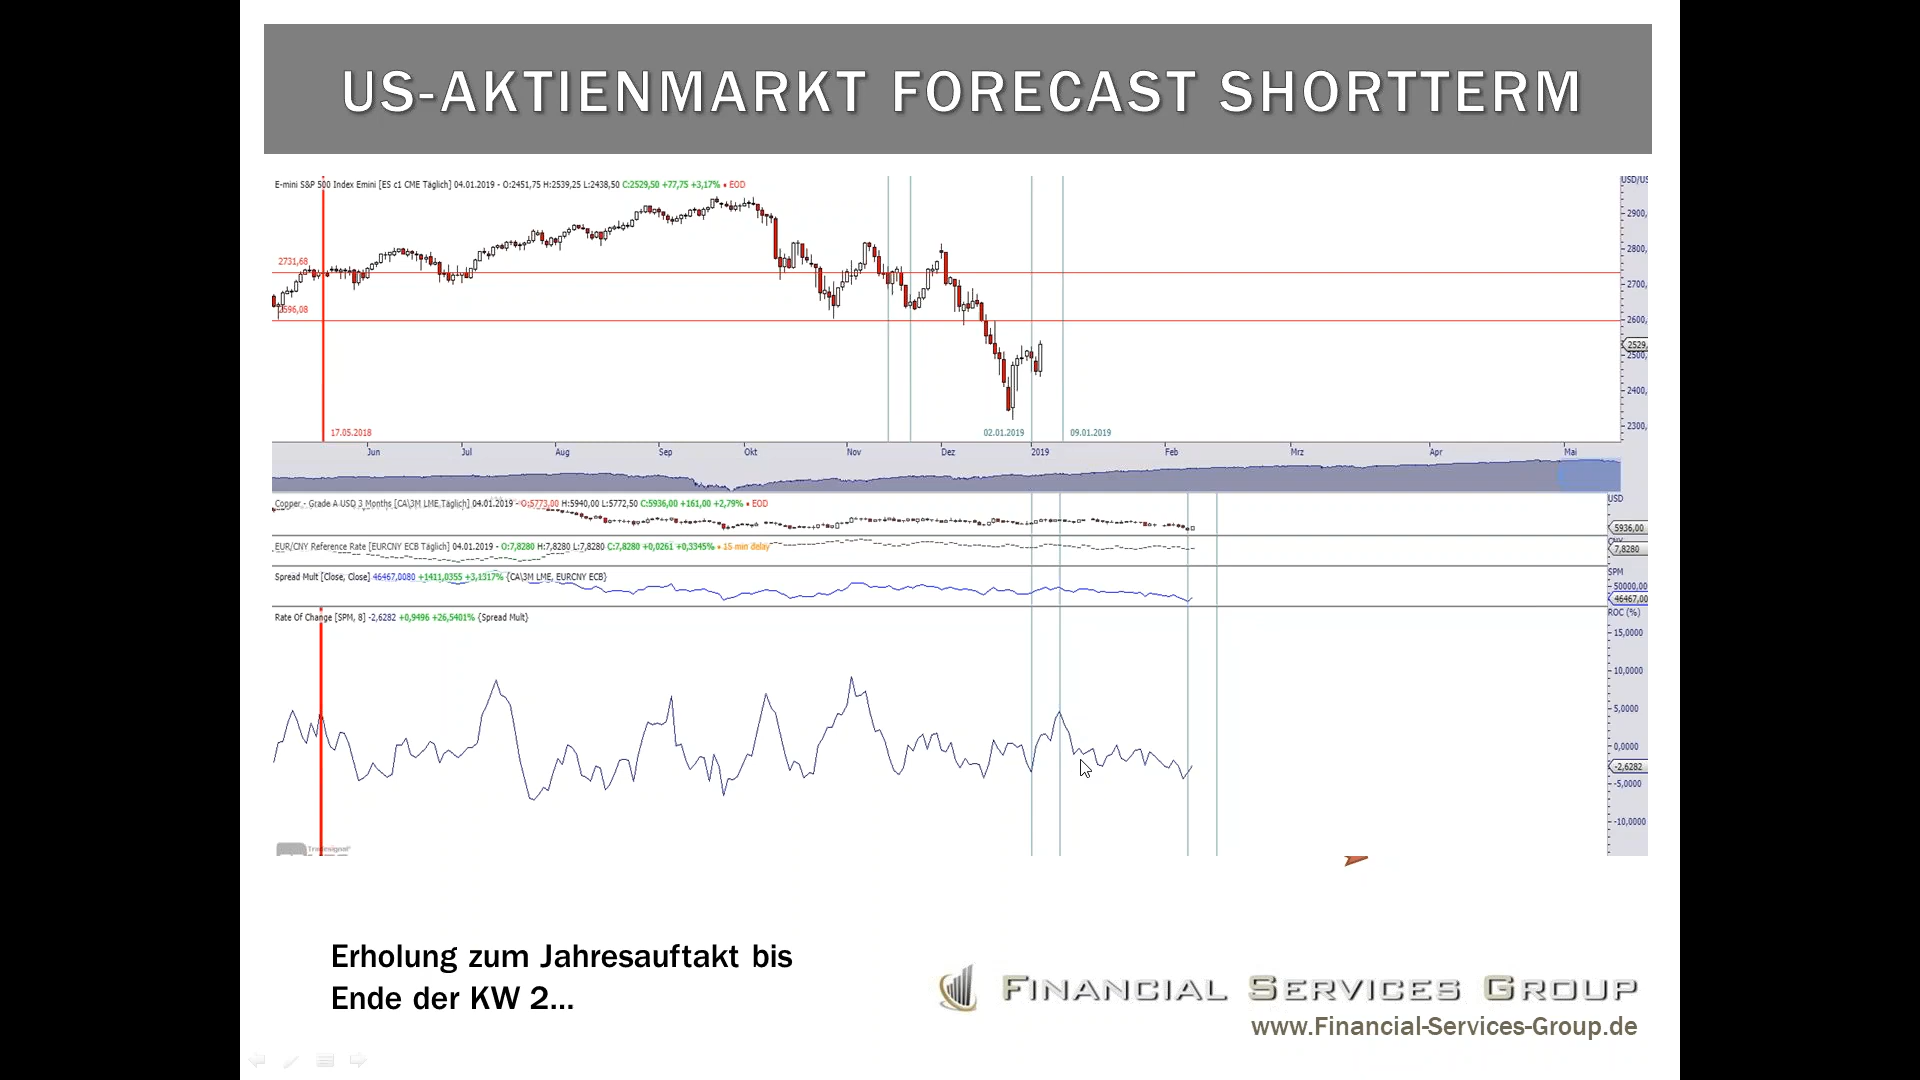 US-AKTIENMARKT FORECAST SHORTTERM
E-mini S&P 500 Index Emini [ES c1 CME Täglich] 04.01.2019 - O:2451,75 H:2539,25 L:2438,50 C:2529,50 +77,75 +3,17% • EOD
USD/US
2900,
2800,
2731,68
2700,
2596,08
2600,
2529,
2500,
2400,
2300,
17.05.2018
02.01.2019
09.01.2019
Jun Jul Aug Sep Okt Nov Dez 2019 Feb Mrz Apr Mai
USD
Copper - Grade A USD 3 Months [CA\3M LME Täglich] 04.01.2019 - O:5773,00 H:5940,00 L:5772,50 C:5936,00 +161,00 +2,79% • EOD
5936,00
EUR/CNY Reference Rate [EURCNY ECB Täglich] 04.01.2019 - O:7,8280 H:7,8280 L:7,8280 C:7,8280 +0,0261 +0,3345% • 15 min delay
7,8280
SPM
Spread Mult [Close, Close] 46467,0080 +1411,0355 +3,1317% {CA\3M LME, EURCNY ECB}
50000,00
46467,00
ROC (%)
Rate Of Change [SPM, 8] -2,6282 +0,9496 +26,5401% {Spread Mult}
15,0000
10,0000
5,0000
0,0000
-2,6282
-5,0000
-10,0000
Tradesignal
Erholung zum Jahresauftakt bis
Ende der KW 2...
FINANCIAL SERVICES GROUP
www.Financial-Services-Group.de